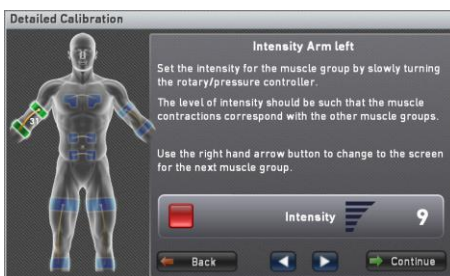 Detailed Calibration
Intensity Arm left
Set the intensity for the muscle group by slowly turning
the rotary/pressure controller.
The level of intensity should be such that the muscle
contractions correspond with the other muscle groups.
Use the right hand arrow button to change to the screen
for the next muscle group.
31
Intensity 9
Back Continue